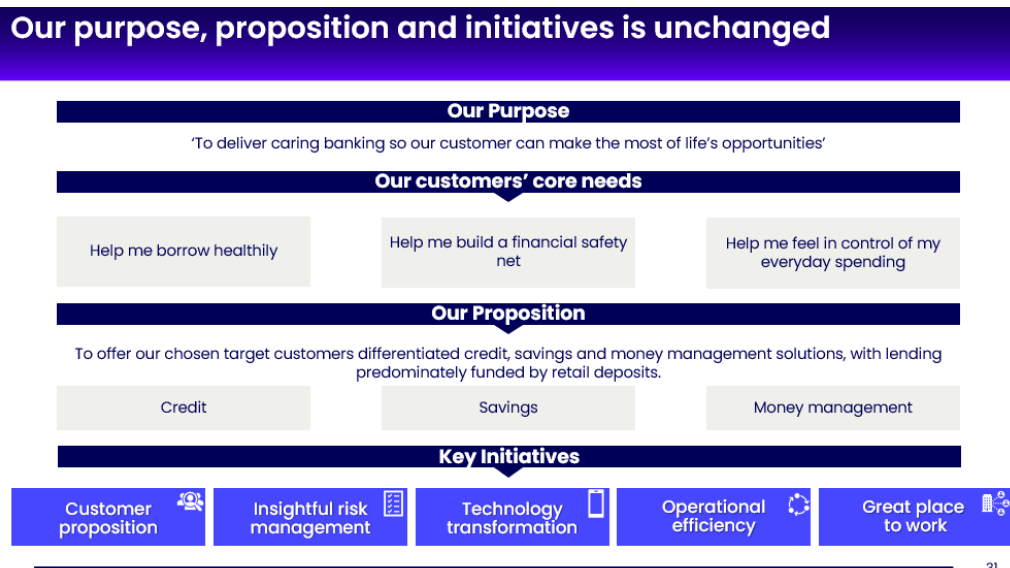 Our purpose, proposition and initiatives is unchanged
Our Purpose
‘To deliver caring banking so our customer can make the most of life’s opportunities’
Our customers’ core needs
Help me borrow healthily
Help me build a financial safety
net
Help me feel in control of my
everyday spending
Our Proposition
To offer our chosen target customers differentiated credit, savings and money management solutions, with lending
predominately funded by retail deposits.
Credit
Savings
Money management
Key Initiatives
Customer
proposition
Insightful risk
management
Technology
transformation
Operational
efficiency
Great place
to work
31